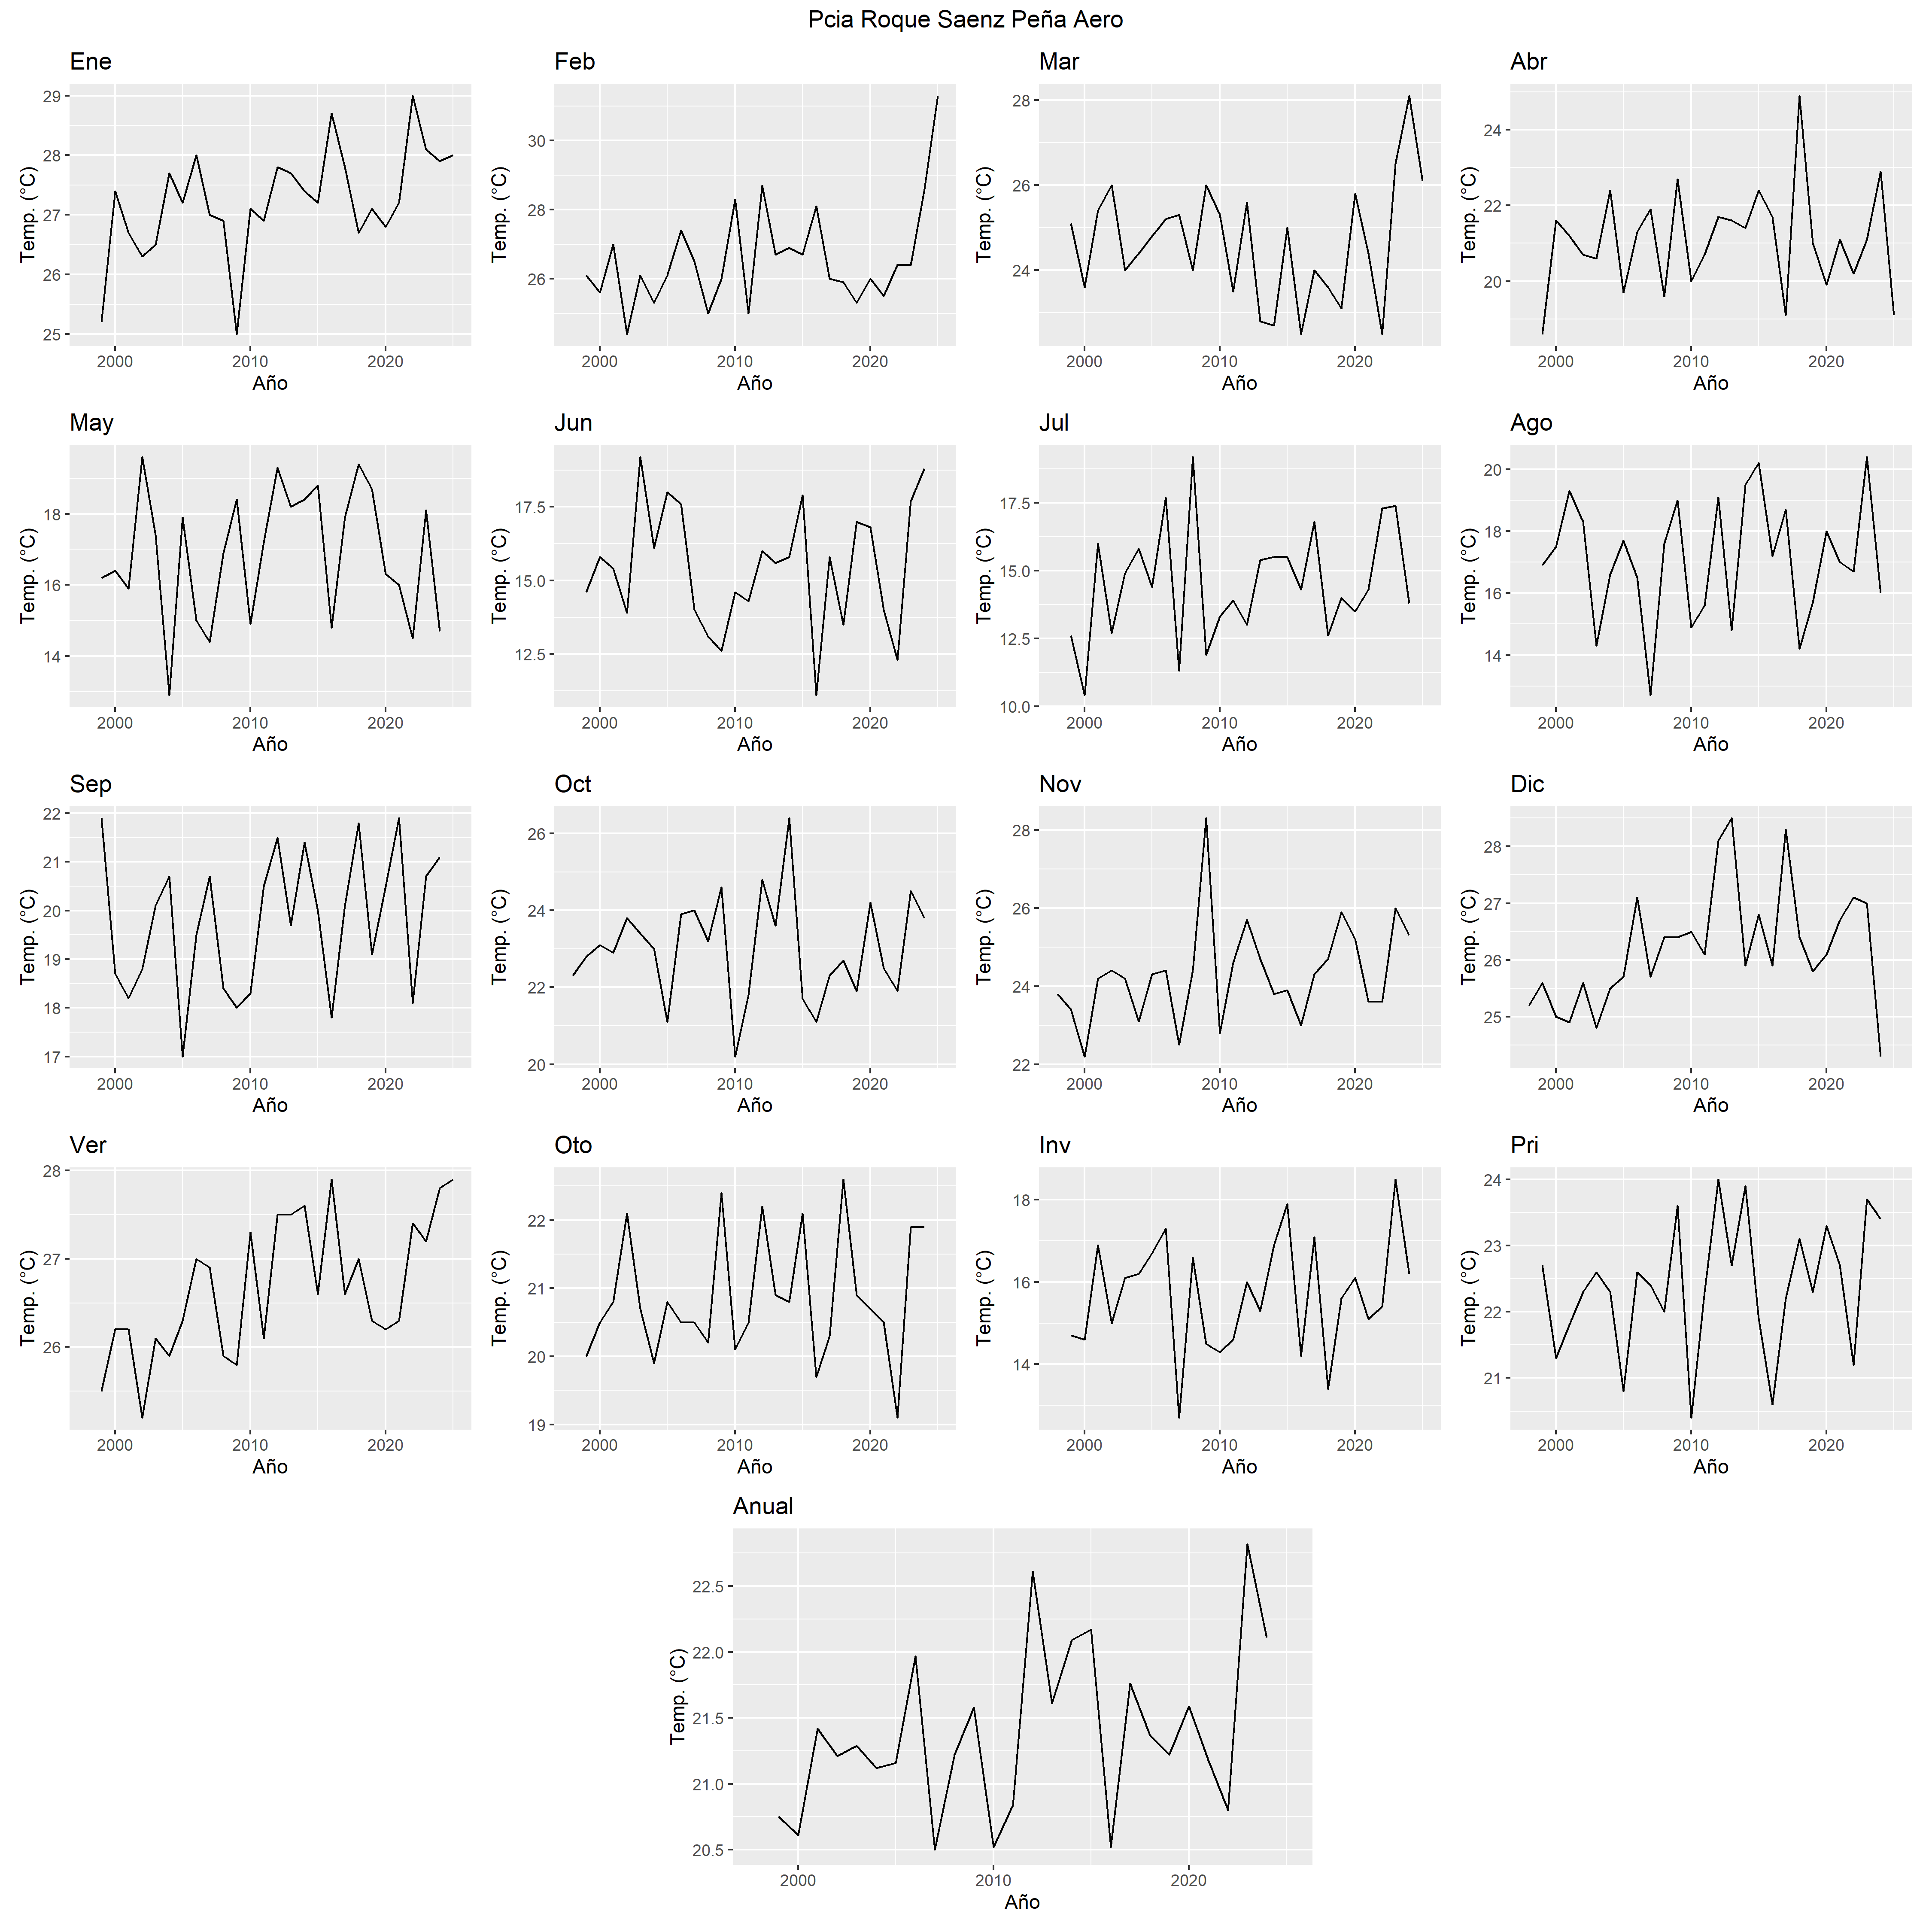 Pcia Roque Saenz Peña Aero
Ene
Feb
Mar
Abr
29
28
27
26
25
Temp. (°C)
2000 2010 2020
Año
30
28
26
Temp. (°C)
2000 2010 2020
Año
28
26
24
Temp. (°C)
2000 2010 2020
Año
24
22
20
Temp. (°C)
2000 2010 2020
Año
May
Jun
Jul
Ago
18
16
14
Temp. (°C)
2000 2010 2020
Año
17.5
15.0
12.5
Temp. (°C)
2000 2010 2020
Año
17.5
15.0
12.5
10.0
Temp. (°C)
2000 2010 2020
Año
20
18
16
14
Temp. (°C)
2000 2010 2020
Año
Sep
Oct
Nov
Dic
22
21
20
19
18
17
Temp. (°C)
2000 2010 2020
Año
26
24
22
20
Temp. (°C)
2000 2010 2020
Año
28
26
24
22
Temp. (°C)
2000 2010 2020
Año
28
27
26
25
Temp. (°C)
2000 2010 2020
Año
Ver
Oto
Inv
Pri
28
27
26
Temp. (°C)
2000 2010 2020
Año
22
21
20
19
Temp. (°C)
2000 2010 2020
Año
18
16
14
Temp. (°C)
2000 2010 2020
Año
24
23
22
21
Temp. (°C)
2000 2010 2020
Año
Anual
22.5
22.0
21.5
21.0
20.5
Temp. (°C)
2000 2010 2020
Año